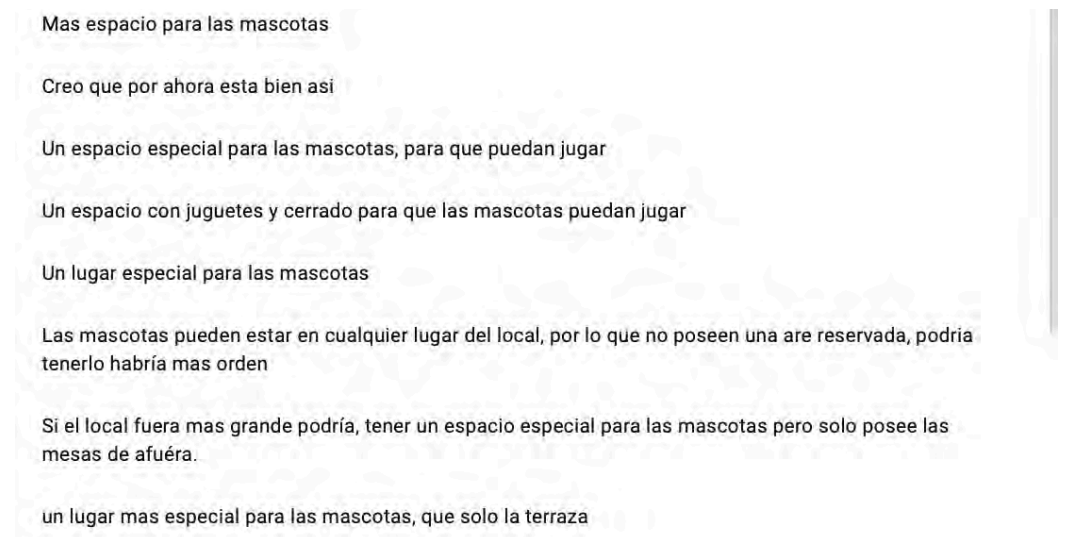 Mas espacio para las mascotas
Creo que por ahora esta bien asi
Un espacio especial para las mascotas, para que puedan jugar
Un espacio con juguetes y cerrado para que las mascotas puedan jugar
Un lugar especial para las mascotas
Las mascotas pueden estar en cualquier lugar del local, por lo que no poseen una are reservada, podria
tenerlo habría mas orden
Si el local fuera mas grande podría, tener un espacio especial para las mascotas pero solo posee las
mesas de afuéra.
un lugar mas especial para las mascotas, que solo la terraza